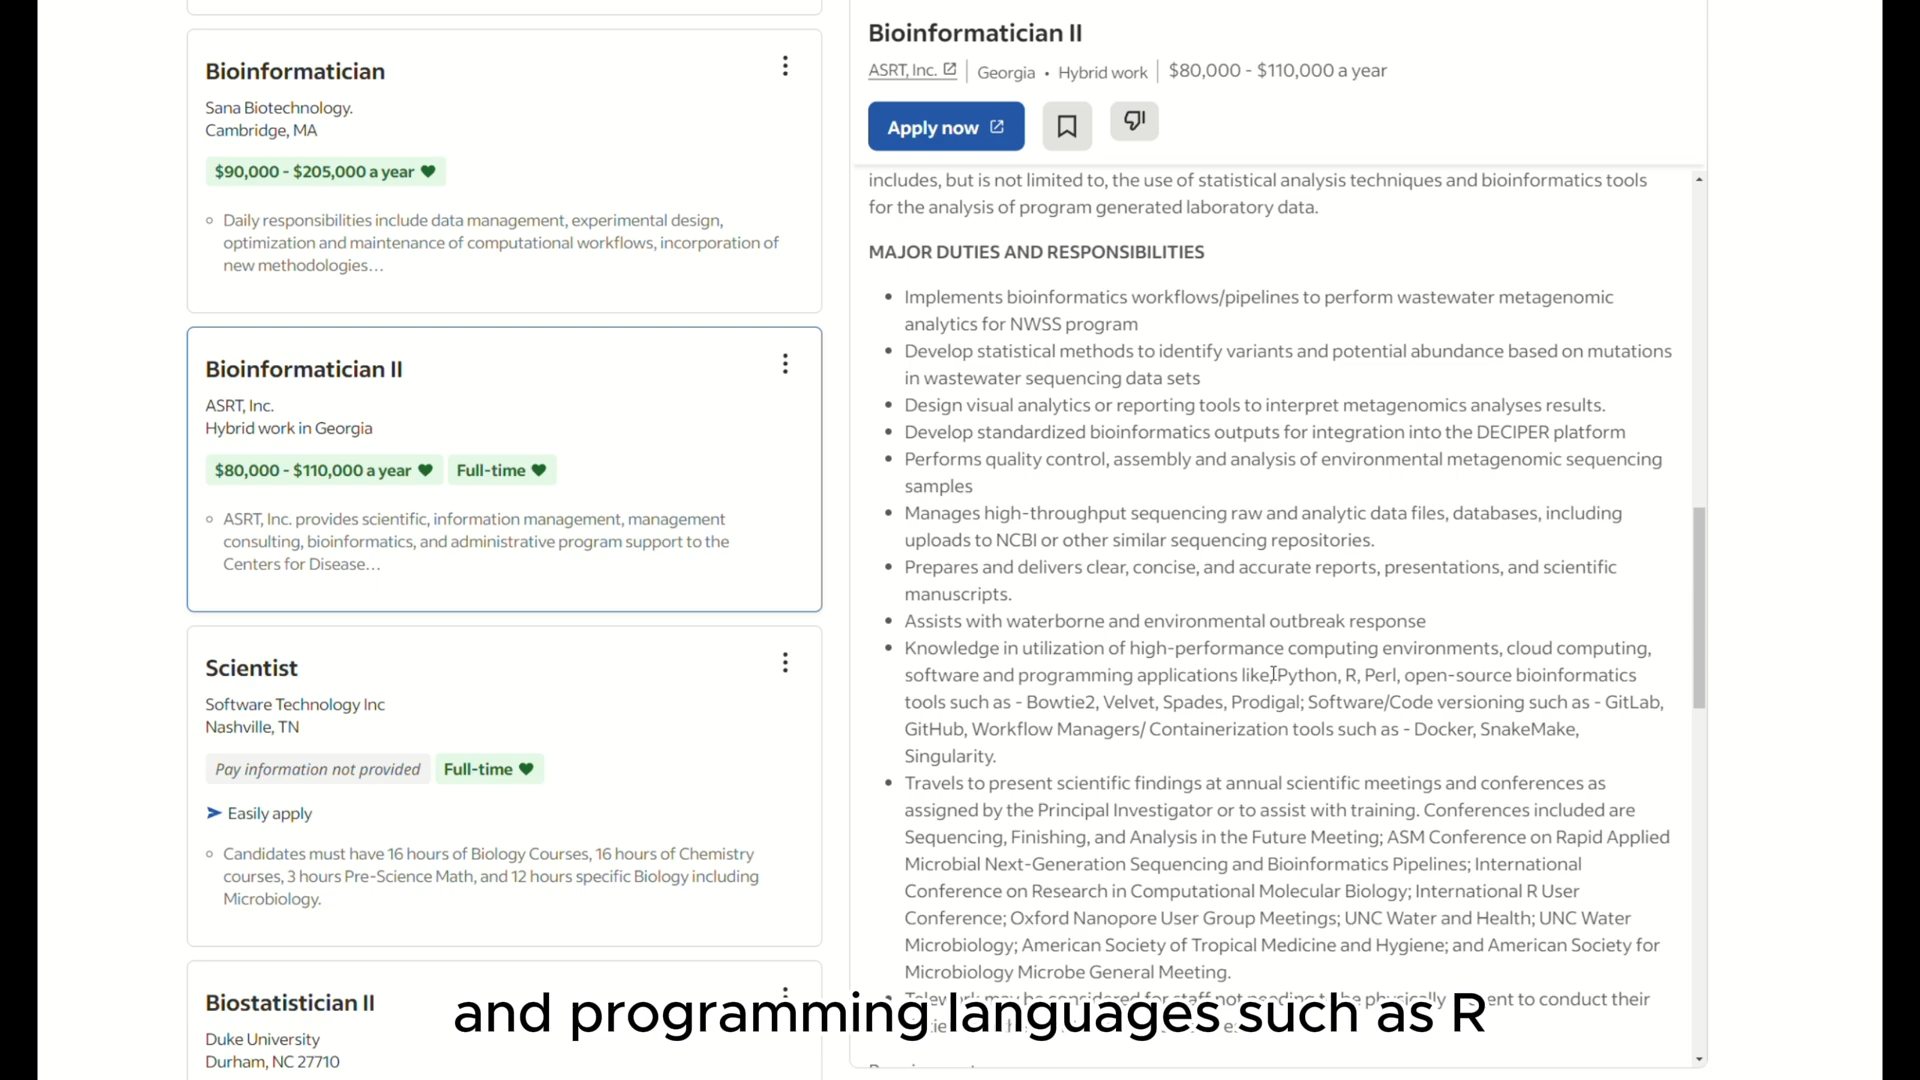 Bioinformatician
Sana Biotechnology.
Cambridge, MA
$90,000 - $205,000 a year
Daily responsibilities include data management, experimental design,
optimization and maintenance of computational workflows, incorporation of
new methodologies…
Bioinformatician II
ASRT, Inc.
Hybrid work in Georgia
$80,000 - $110,000 a year Full-time
ASRT, Inc. provides scientific, information management, management
consulting, bioinformatics, and administrative program support to the
Centers for Disease…
Scientist
Software Technology Inc
Nashville, TN
Pay information not provided Full-time
Easily apply
Candidates must have 16 hours of Biology Courses, 16 hours of Chemistry
courses, 3 hours Pre-Science Math, and 12 hours specific Biology including
Microbiology.
Biostatistician II
Duke University
Durham, NC 27710
Bioinformatician II
ASRT, Inc. Georgia • Hybrid work $80,000 - $110,000 a year
Apply now
includes, but is not limited to, the use of statistical analysis techniques and bioinformatics tools
for the analysis of program generated laboratory data.
MAJOR DUTIES AND RESPONSIBILITIES
• Implements bioinformatics workflows/pipelines to perform wastewater metagenomic
analytics for NWSS program
• Develop statistical methods to identify variants and potential abundance based on mutations
in wastewater sequencing data sets
• Design visual analytics or reporting tools to interpret metagenomics analyses results.
• Develop standardized bioinformatics outputs for integration into the DECIPER platform
• Performs quality control, assembly and analysis of environmental metagenomic sequencing
samples
• Manages high-throughput sequencing raw and analytic data files, databases, including
uploads to NCBI or other similar sequencing repositories.
• Prepares and delivers clear, concise, and accurate reports, presentations, and scientific
manuscripts.
• Assists with waterborne and environmental outbreak response
• Knowledge in utilization of high-performance computing environments, cloud computing,
software and programming applications like Python, R, Perl, open-source bioinformatics
tools such as - Bowtie2, Velvet, Spades, Prodigal; Software/Code versioning such as - GitLab,
GitHub, Workflow Managers/ Containerization tools such as - Docker, SnakeMake,
Singularity.
• Travels to present scientific findings at annual scientific meetings and conferences as
assigned by the Principal Investigator or to assist with training. Conferences included are
Sequencing, Finishing, and Analysis in the Future Meeting; ASM Conference on Rapid Applied
Microbial Next-Generation Sequencing and Bioinformatics Pipelines; International
Conference on Research in Computational Molecular Biology; International R User
Conference; Oxford Nanopore User Group Meetings; UNC Water and Health; UNC Water
Microbiology; American Society of Tropical Medicine and Hygiene; and American Society for
Microbiology Microbe General Meeting.
may be considered for staff not needing to be physically to conduct their
and programming languages such as R